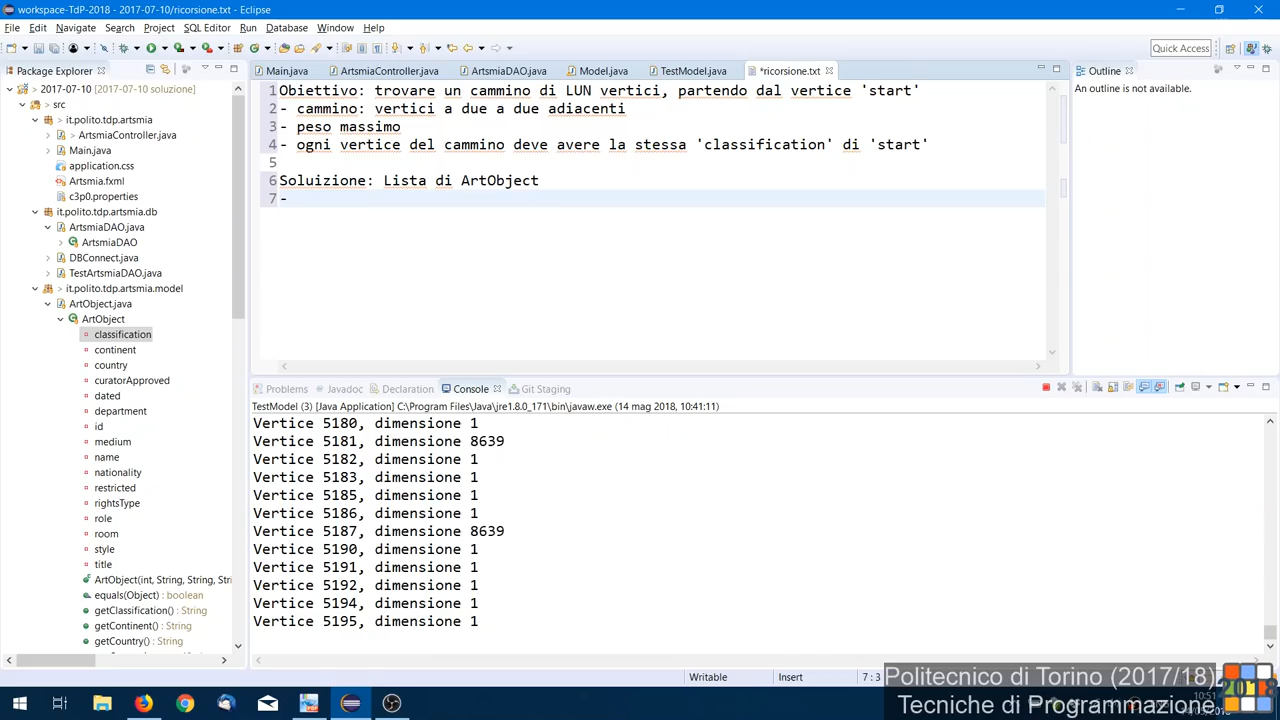 workspace-TdP-2018 - 2017-07-10/ricorsione.txt - Eclipse
File Edit Navigate Search Project SQL Editor Run Database Window Help
Quick Access
Package Explorer
Main.java ArtsmiaController.java ArtsmiaDAO.java Model.java TestModel.java *ricorsione.txt
Outline
An outline is not available.
> 2017-07-10 [2017-07-10 soluzione]
> src
it.polito.tdp.artsmia
> ArtsmiaController.java
Main.java
application.css
Artsmia.fxml
c3p0.properties
it.polito.tdp.artsmia.db
ArtsmiaDAO.java
ArtsmiaDAO
DBConnect.java
TestArtsmiaDAO.java
> it.polito.tdp.artsmia.model
ArtObject.java
ArtObject
classification
continent
country
curatorApproved
dated
department
id
medium
name
nationality
restricted
rightsType
role
room
style
title
ArtObject(int, String, String, Stri
equals(Object) : boolean
getClassification() : String
getContinent() : String
getCountry() : String
1 Obiettivo: trovare un cammino di LUN vertici, partendo dal vertice 'start'
2 - cammino: vertici a due a due adiacenti
3 - peso massimo
4 - ogni vertice del cammino deve avere la stessa 'classification' di 'start'
5
6 Soluizione: Lista di ArtObject
7 -
Problems Javadoc Declaration Console Git Staging
TestModel (3) [Java Application] C:\Program Files\Java\jre1.8.0_171\bin\javaw.exe (14 mag 2018, 10:41:11)
Vertice 5180, dimensione 1
Vertice 5181, dimensione 8639
Vertice 5182, dimensione 1
Vertice 5183, dimensione 1
Vertice 5185, dimensione 1
Vertice 5186, dimensione 1
Vertice 5187, dimensione 8639
Vertice 5190, dimensione 1
Vertice 5191, dimensione 1
Vertice 5192, dimensione 1
Vertice 5194, dimensione 1
Vertice 5195, dimensione 1
Writable Insert 7 : 3
Politecnico di Torino (2017/18)
Tecniche di Programmazione
2018
10:51